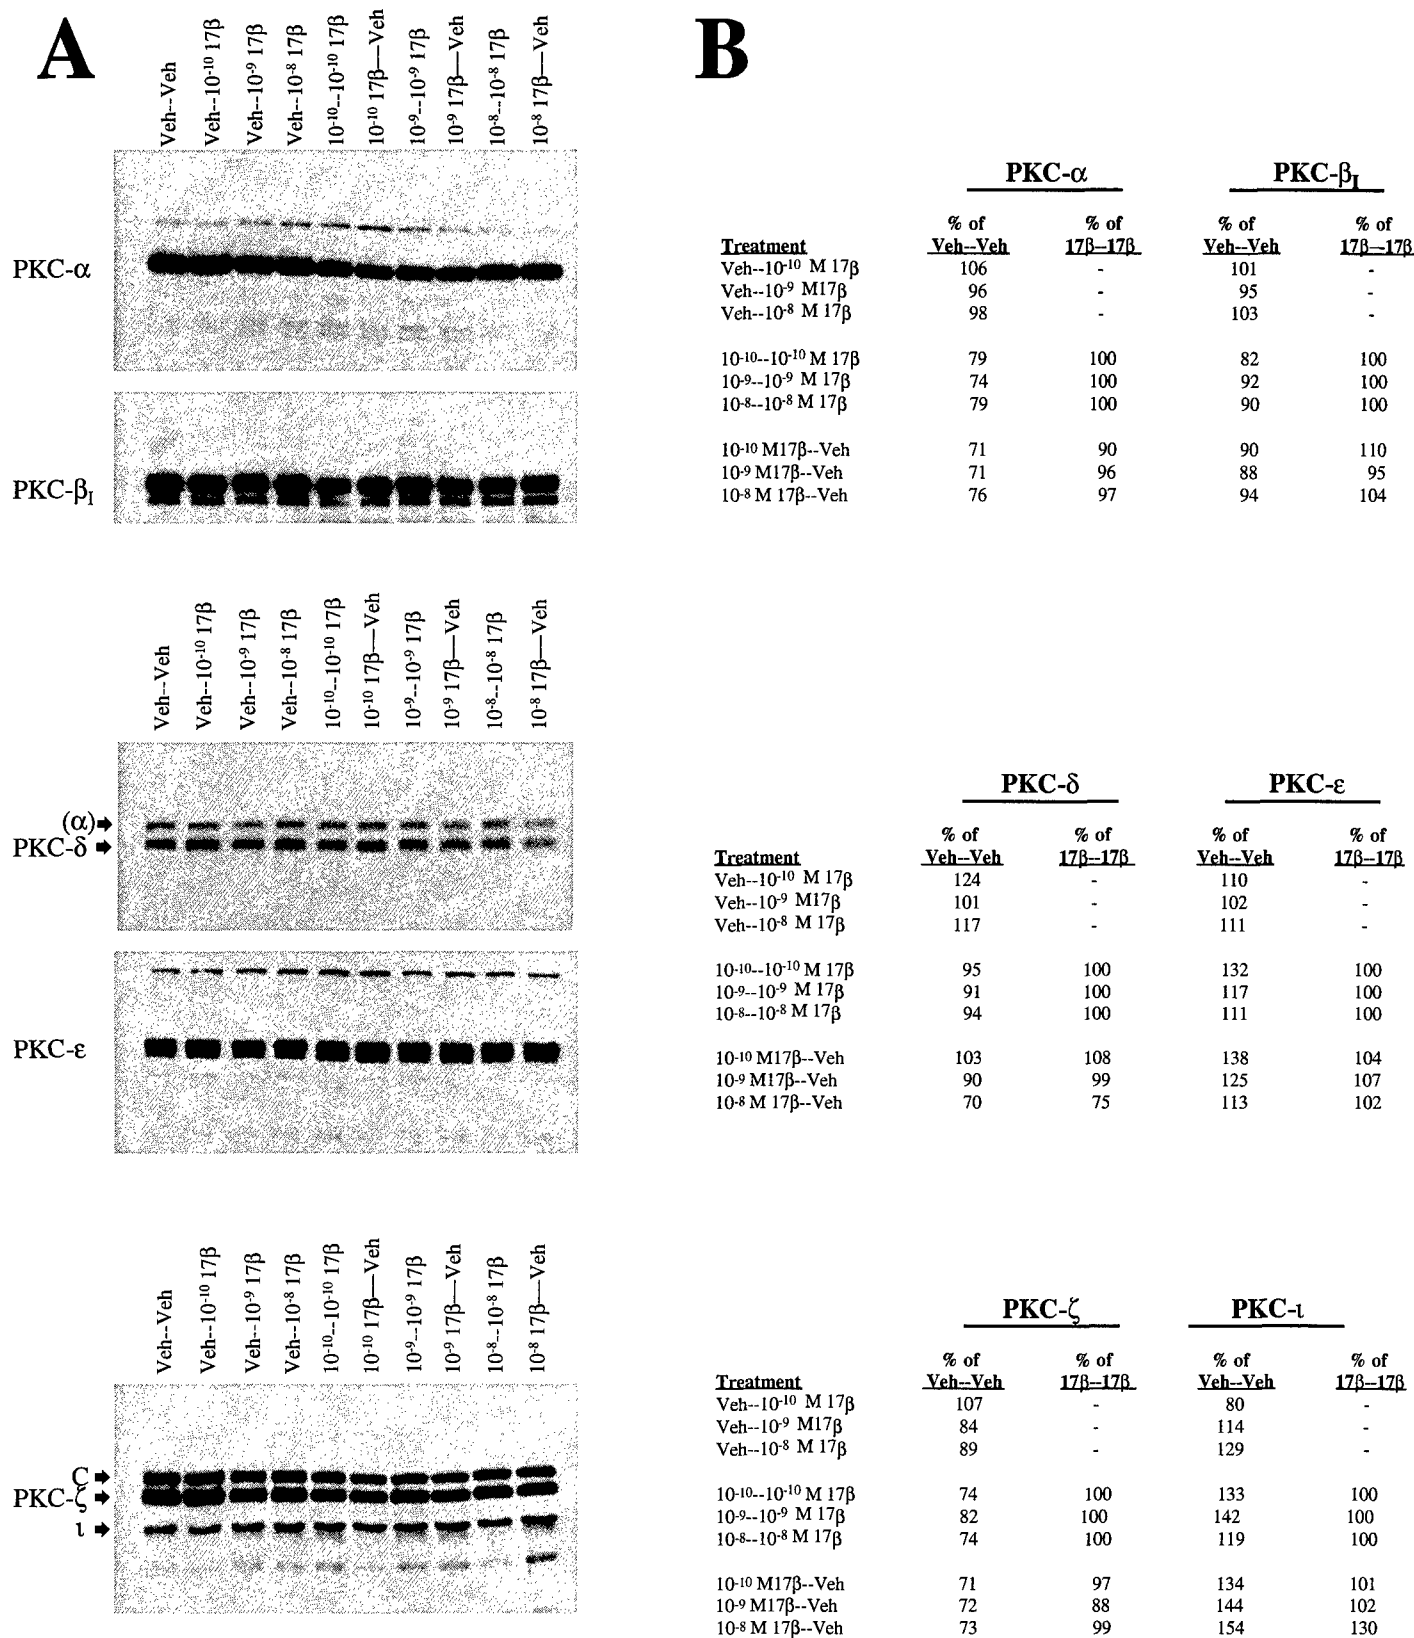 A
B
Veh--Veh
Veh--10-10 17β
Veh--10-9 17β
Veh--10-8 17β
10-10--10-10 17β
10-10 17β—Veh
10-9--10-9 17β
10-9 17β—Veh
10-8--10-8 17β
10-8 17β—Veh
PKC-α
PKC-βI
PKC-α PKC-βI
% of % of % of % of
Treatment Veh--Veh 17β--17β Veh--Veh 17β--17β
Veh--10-10 M 17β 106 - 101 -
Veh--10-9 M17β 96 - 95 -
Veh--10-8 M 17β 98 - 103 -
10-10--10-10 M 17β 79 100 82 100
10-9--10-9 M 17β 74 100 92 100
10-8--10-8 M 17β 79 100 90 100
10-10 M17β--Veh 71 90 90 110
10-9 M17β--Veh 71 96 88 95
10-8 M 17β--Veh 76 97 94 104
Veh--Veh
Veh--10-10 17β
Veh--10-9 17β
Veh--10-8 17β
10-10--10-10 17β
10-10 17β—Veh
10-9--10-9 17β
10-9 17β—Veh
10-8--10-8 17β
10-8 17β—Veh
(α)
PKC-δ
PKC-ε
PKC-δ PKC-ε
% of % of % of % of
Treatment Veh--Veh 17β--17β Veh--Veh 17β--17β
Veh--10-10 M 17β 124 - 110 -
Veh--10-9 M17β 101 - 102 -
Veh--10-8 M 17β 117 - 111 -
10-10--10-10 M 17β 95 100 132 100
10-9--10-9 M 17β 91 100 117 100
10-8--10-8 M 17β 94 100 111 100
10-10 M17β--Veh 103 108 138 104
10-9 M17β--Veh 90 99 125 107
10-8 M 17β--Veh 70 75 113 102
Veh--Veh
Veh--10-10 17β
Veh--10-9 17β
Veh--10-8 17β
10-10--10-10 17β
10-10 17β—Veh
10-9--10-9 17β
10-9 17β—Veh
10-8--10-8 17β
10-8 17β—Veh
C
PKC-ζ
ι
PKC-ζ PKC-ι
% of % of % of % of
Treatment Veh--Veh 17β--17β Veh--Veh 17β--17β
Veh--10-10 M 17β 107 - 80 -
Veh--10-9 M17β 84 - 114 -
Veh--10-8 M 17β 89 - 129 -
10-10--10-10 M 17β 74 100 133 100
10-9--10-9 M 17β 82 100 142 100
10-8--10-8 M 17β 74 100 119 100
10-10 M17β--Veh 71 97 134 101
10-9 M17β--Veh 72 88 144 102
10-8 M 17β--Veh 73 99 154 130